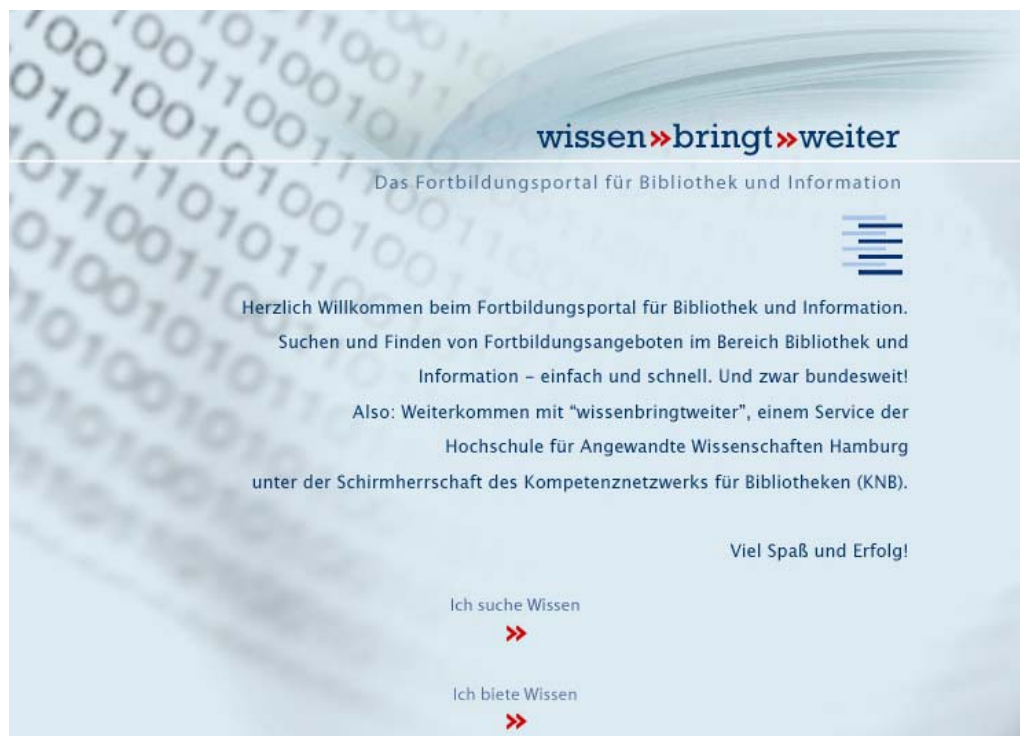 wissen»bringt»weiter
Das Fortbildungsportal für Bibliothek und Information
Herzlich Willkommen beim Fortbildungsportal für Bibliothek und Information.
Suchen und Finden von Fortbildungsangeboten im Bereich Bibliothek und
Information – einfach und schnell. Und zwar bundesweit!
Also: Weiterkommen mit “wissenbringtweiter”, einem Service der
Hochschule für Angewandte Wissenschaften Hamburg
unter der Schirmherrschaft des Kompetenznetzwerks für Bibliotheken (KNB).
Viel Spaß und Erfolg!
Ich suche Wissen
»
Ich biete Wissen
»